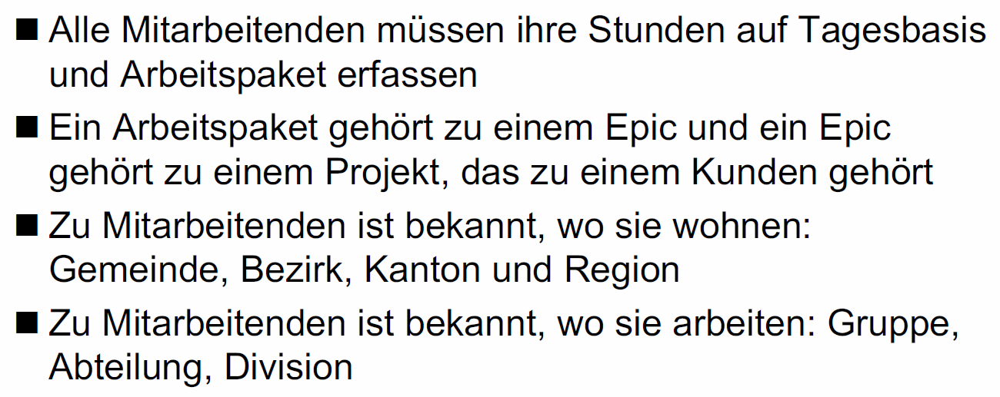 ■ Alle Mitarbeitenden müssen ihre Stunden auf Tagesbasis
und Arbeitspaket erfassen
■ Ein Arbeitspaket gehört zu einem Epic und ein Epic
gehört zu einem Projekt, das zu einem Kunden gehört
■ Zu Mitarbeitenden ist bekannt, wo sie wohnen:
Gemeinde, Bezirk, Kanton und Region
■ Zu Mitarbeitenden ist bekannt, wo sie arbeiten: Gruppe,
Abteilung, Division